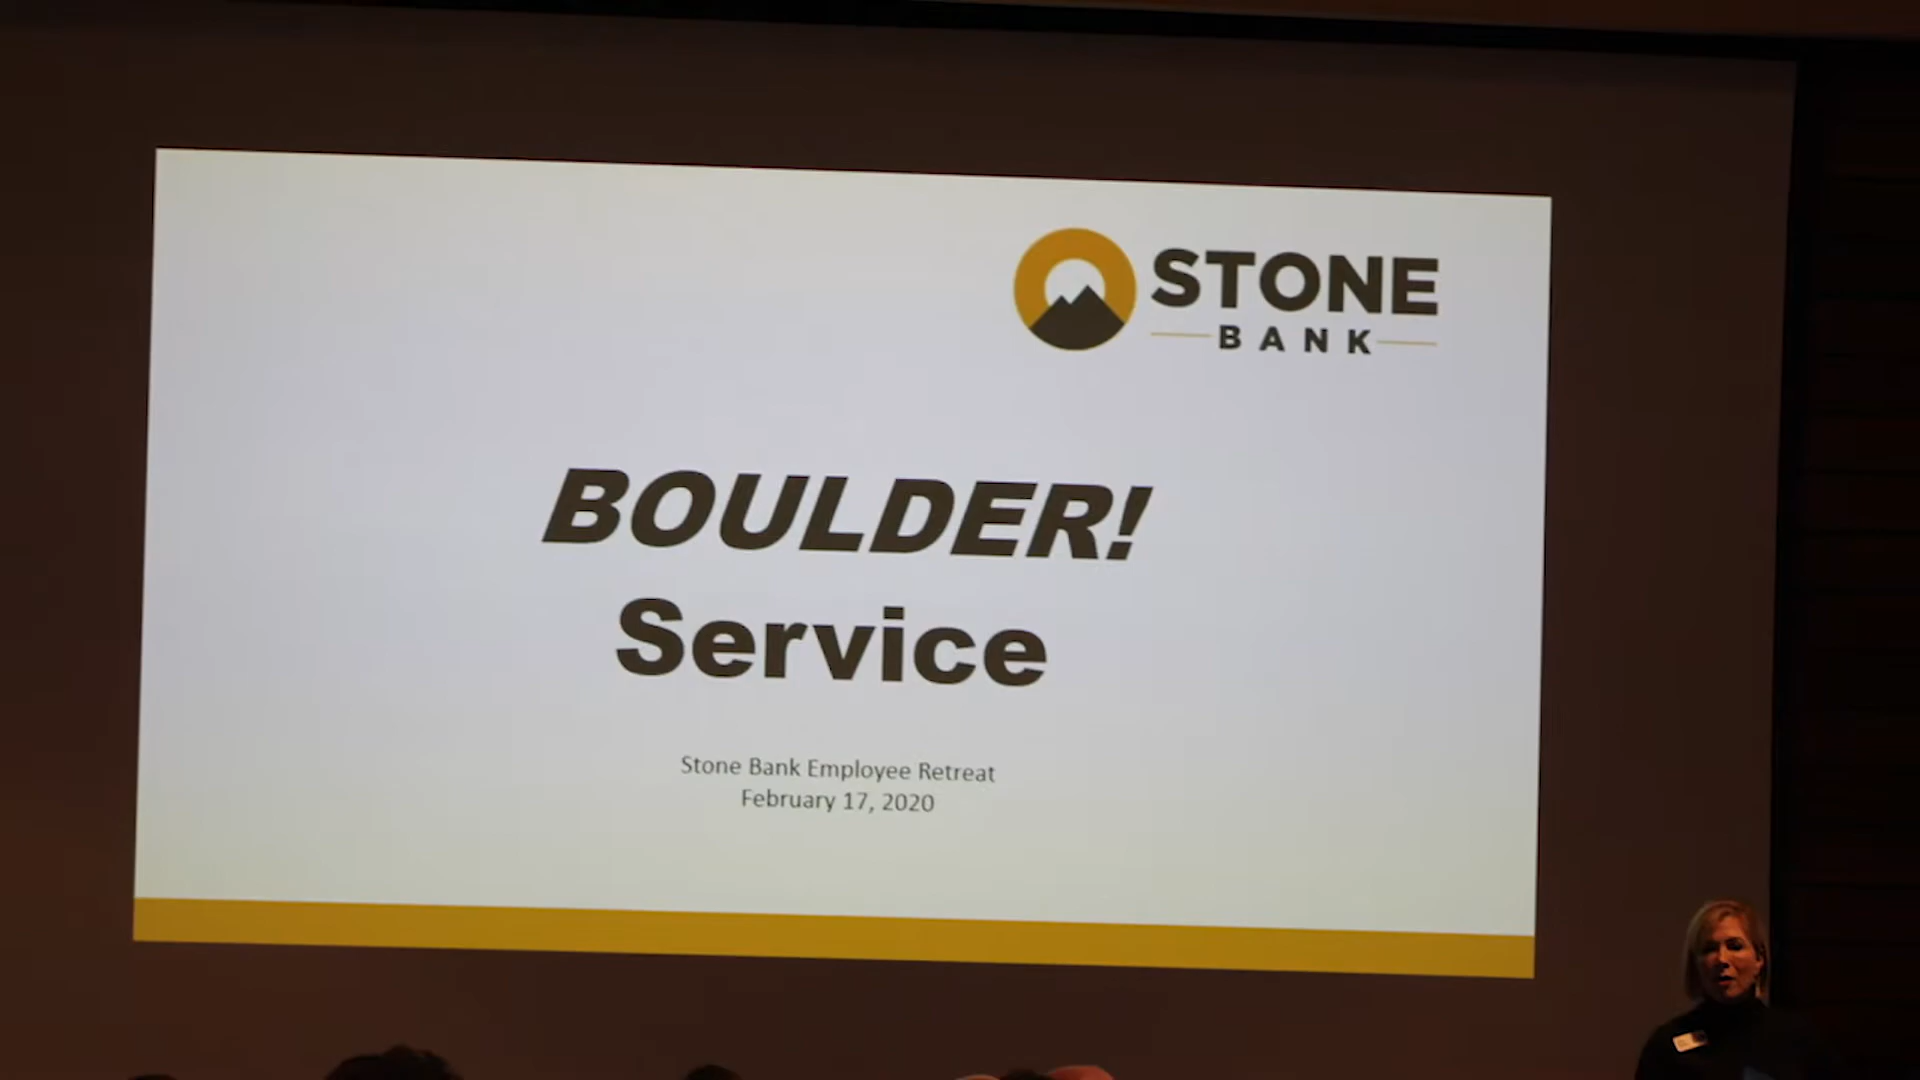 STONE
BANK
BOULDER!
Service
Stone Bank Employee Retreat
February 17, 2020